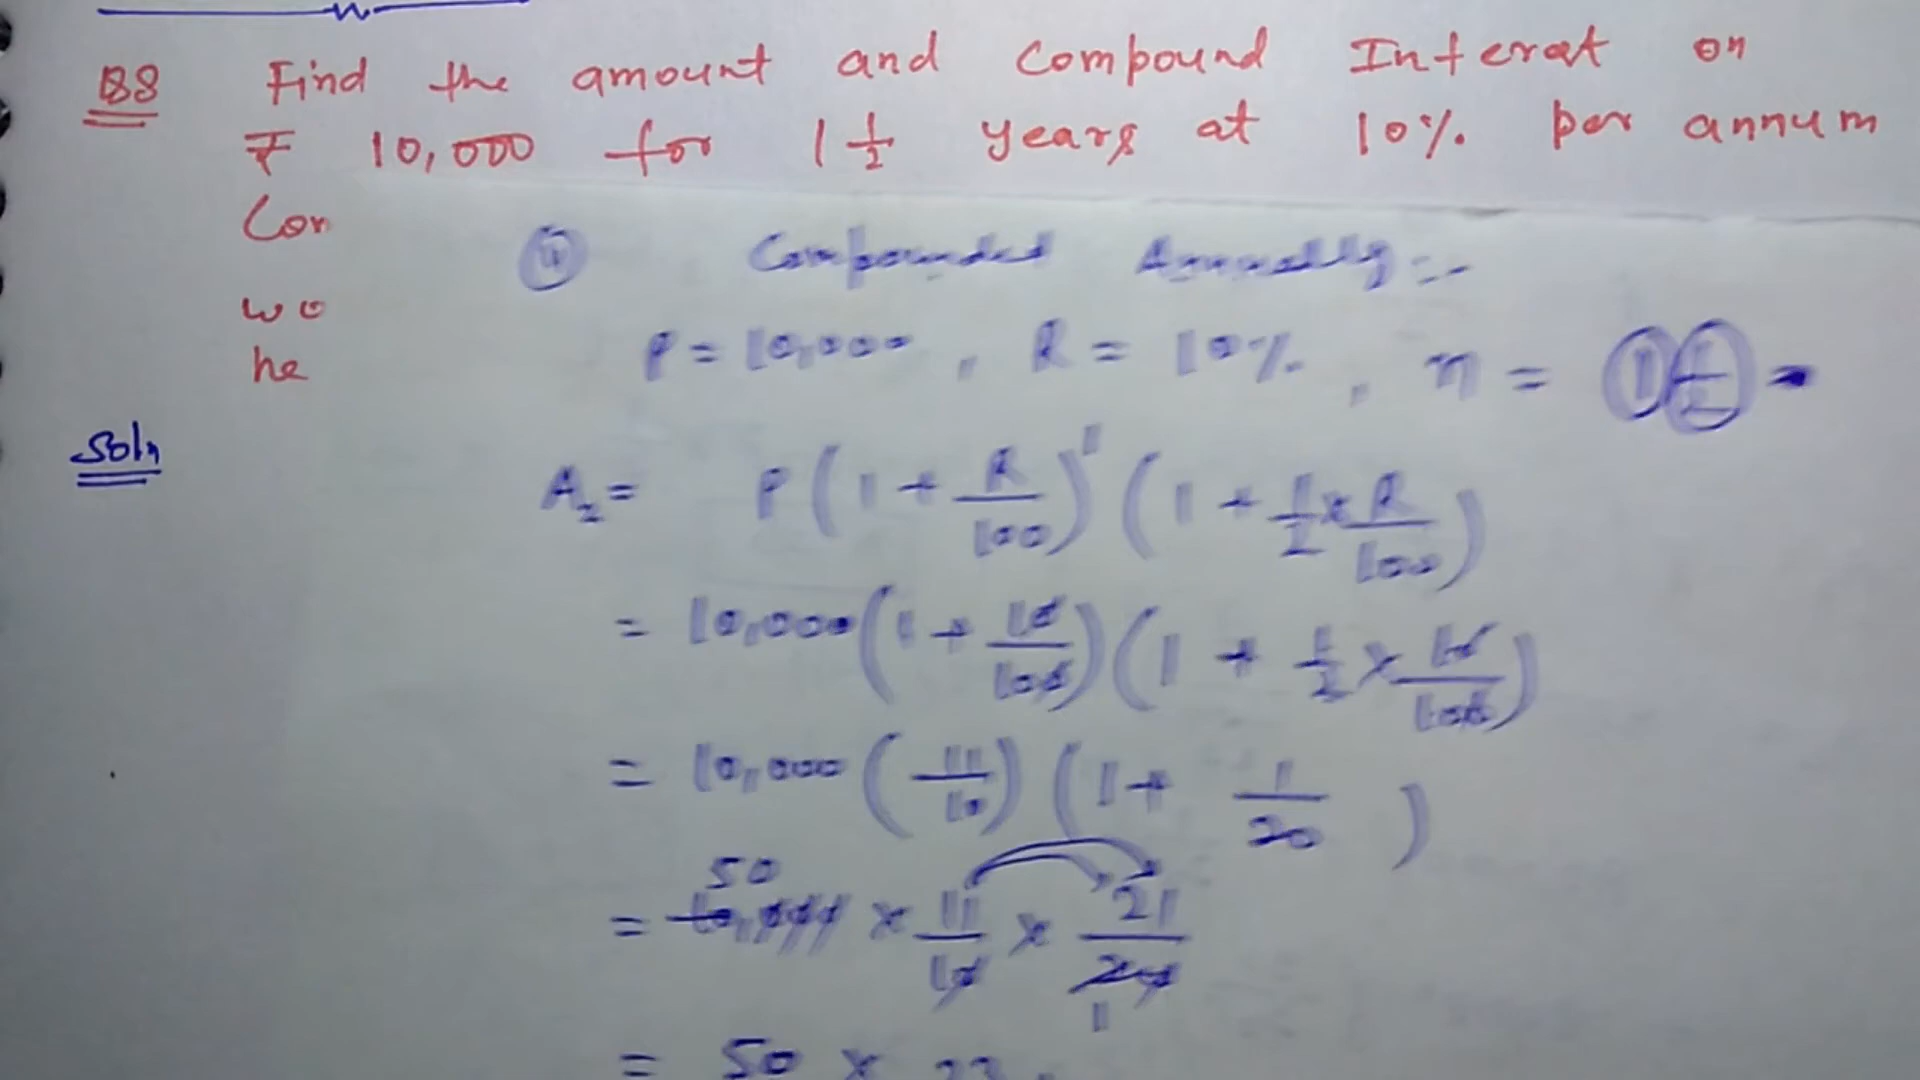 Q8 Find the amount and Compound Interest on
₹ 10,000 for 1 1/2 years at 10% per annum
Com
wo
he
Soln
(ii) Compounded Annually :-
P = 10,000 , R = 10% , n = 1 1/2 -
A₂ = P(1 + R/100)¹ (1 + 1/2 × R/100)
= 10,000 (1 + 10/100) (1 + 1/2 × 10/100)
= 10,000 (11/10) (1 + 1/20)
50
= 10,000 × 11/10 × 21/20
1
= 50 ×